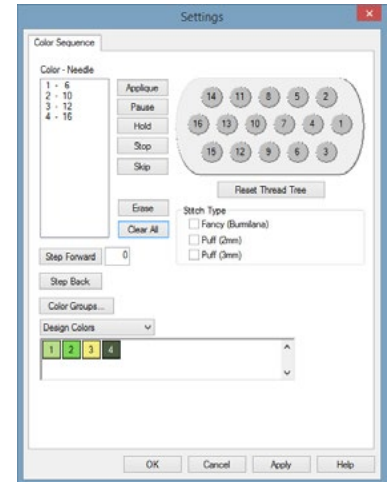 Settings
Color Sequence
Color - Needle
1 - 6
2 - 10
3 - 12
4 - 16
Applique
Pause
Hold
Stop
Skip
Erase
Clear All
14 11 8 5 2
16 13 10 7 4 1
15 12 9 6 3
Reset Thread Tree
Stitch Type
Fancy (Burmilana)
Puff (2mm)
Puff (3mm)
Step Forward 0
Step Back
Color Groups...
Design Colors
1 2 3 4
OK Cancel Apply Help